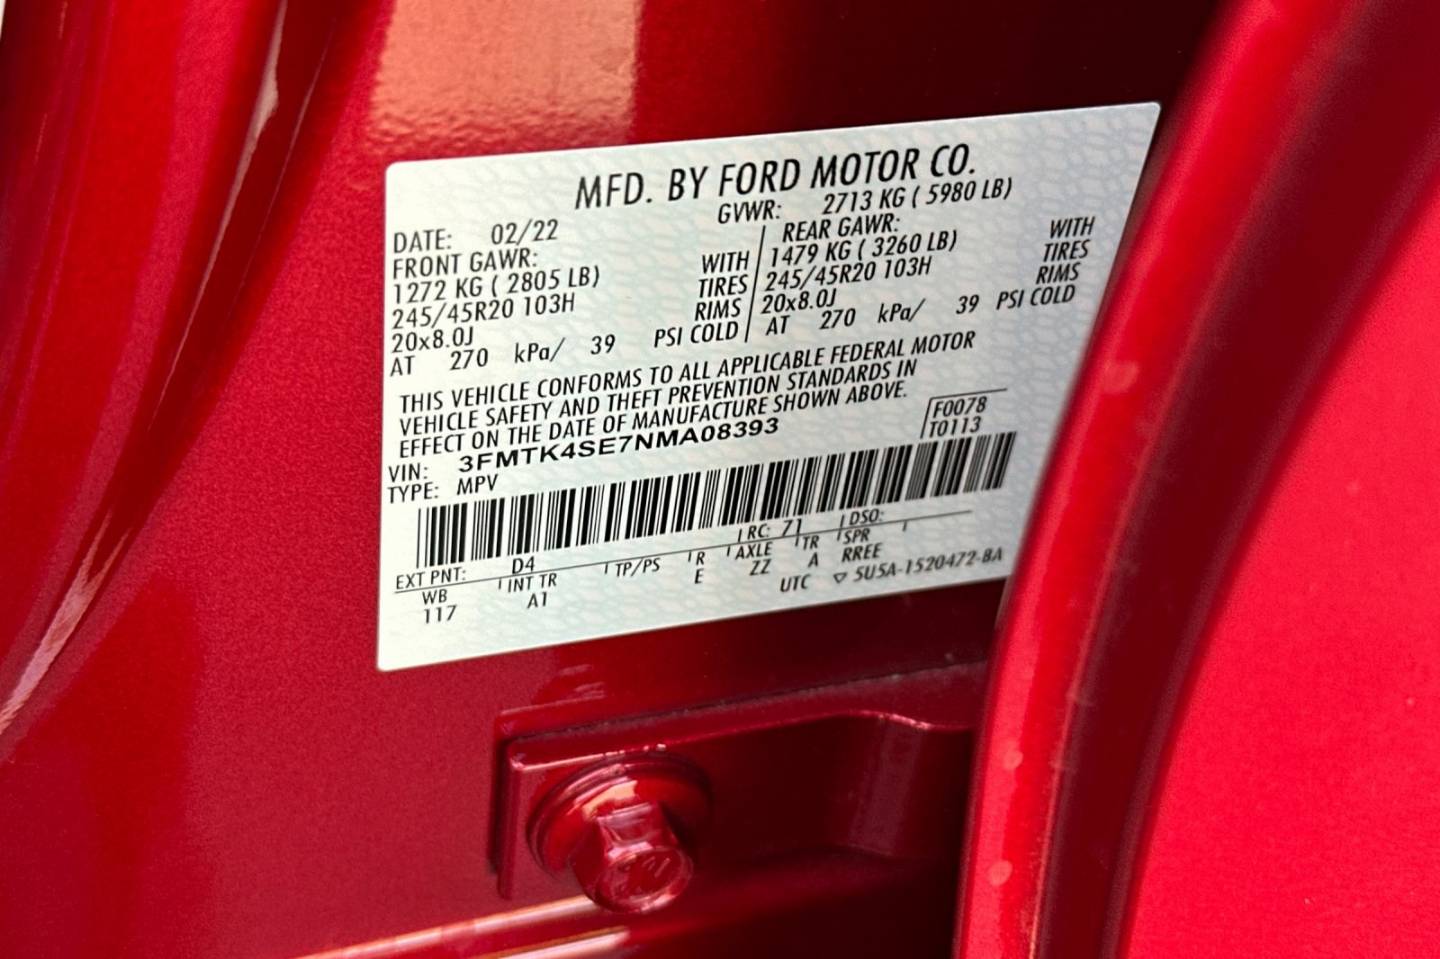 MFD. BY FORD MOTOR CO.
DATE: 02/22 GVWR: 2713 KG ( 5980 LB)
FRONT GAWR: REAR GAWR:
1272 KG ( 2805 LB) WITH 1479 KG ( 3260 LB) WITH
245/45R20 103H TIRES 245/45R20 103H TIRES
20x8.0J RIMS 20x8.0J RIMS
AT 270 kPa/ 39 PSI COLD AT 270 kPa/ 39 PSI COLD
THIS VEHICLE CONFORMS TO ALL APPLICABLE FEDERAL MOTOR
VEHICLE SAFETY AND THEFT PREVENTION STANDARDS IN
EFFECT ON THE DATE OF MANUFACTURE SHOWN ABOVE.
F0078
VIN: 3FMTK4SE7NMA08393 T0113
TYPE: MPV
EXT PNT: D4 RC: 71 DSO:
WB INT TR TP/PS R AXLE TR SPR
117 A1 E ZZ A RREE
UTC ▽ 5U5A-1520472-BA